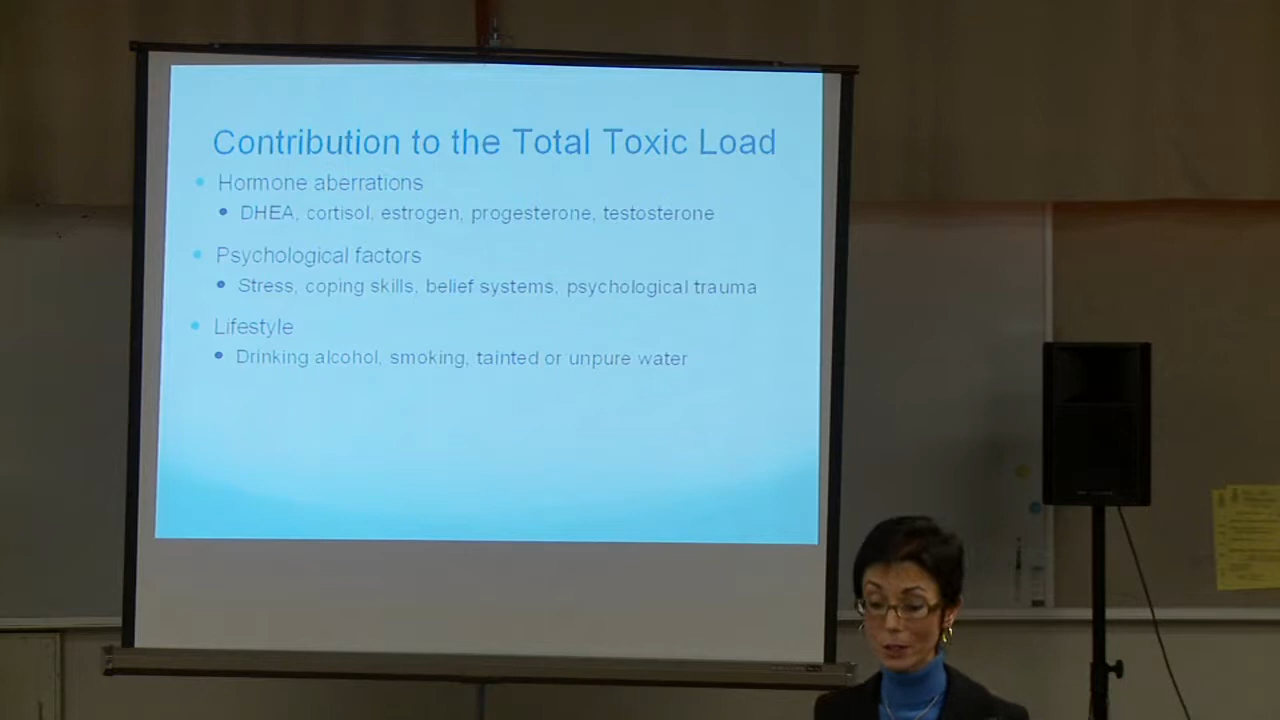 Contribution to the Total Toxic Load
Hormone aberrations
DHEA, cortisol, estrogen, progesterone, testosterone
Psychological factors
Stress, coping skills, belief systems, psychological trauma
Lifestyle
Drinking alcohol, smoking, tainted or unpure water